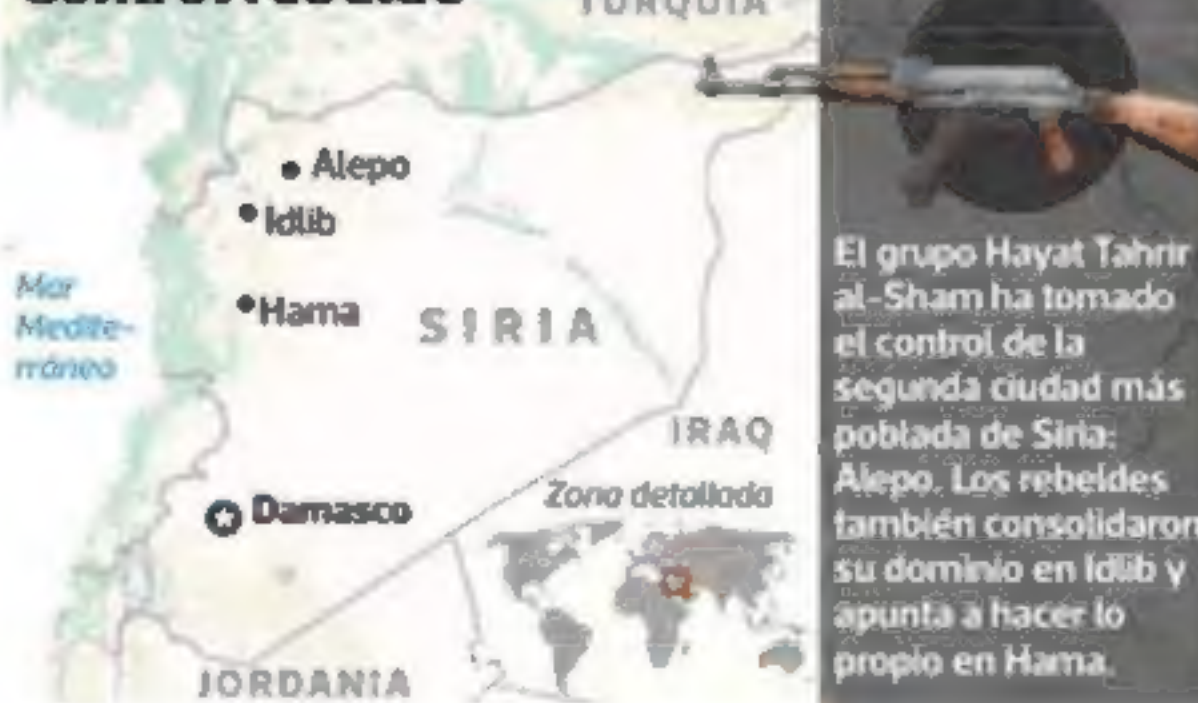 TURQUÍA
Alepo
Idlib
Hama
Mar
Medite-
rráneo
SIRIA
IRAQ
Zona detallada
Damasco
JORDANIA
El grupo Hayat Tahrir
al-Sham ha tomado
el control de la
segunda ciudad más
poblada de Siria:
Alepo. Los rebeldes
también consolidaron
su dominio en Idlib y
apunta a hacer lo
propio en Hama.